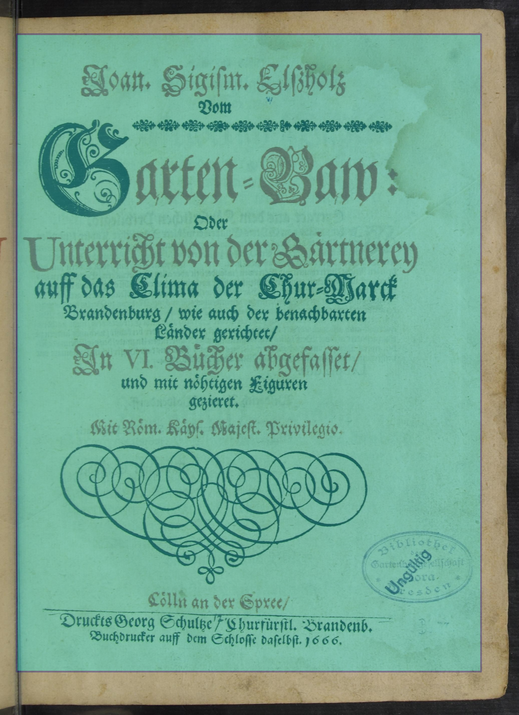 Joan. Sigism. Elßholz
Vom
Garten-Baw:
Oder
Unterricht von der Gärtnerey
auff das Clima der Chur-Marck
Brandenburg / wie auch der benachbarten
Länder gerichtet/
In VI. Bücher abgefasset/
und mit nöhtigen Figuren
gezieret.
Mit Röm. Käys. Majest. Privilegio.
Bibliothek
Flora
Dresden
Ungültig
Cölln an der Spree/
Druckts Georg Schultze/ Churfürstl. Brandenb.
Buchdrucker auff dem Schlosse daselbst. 1666.